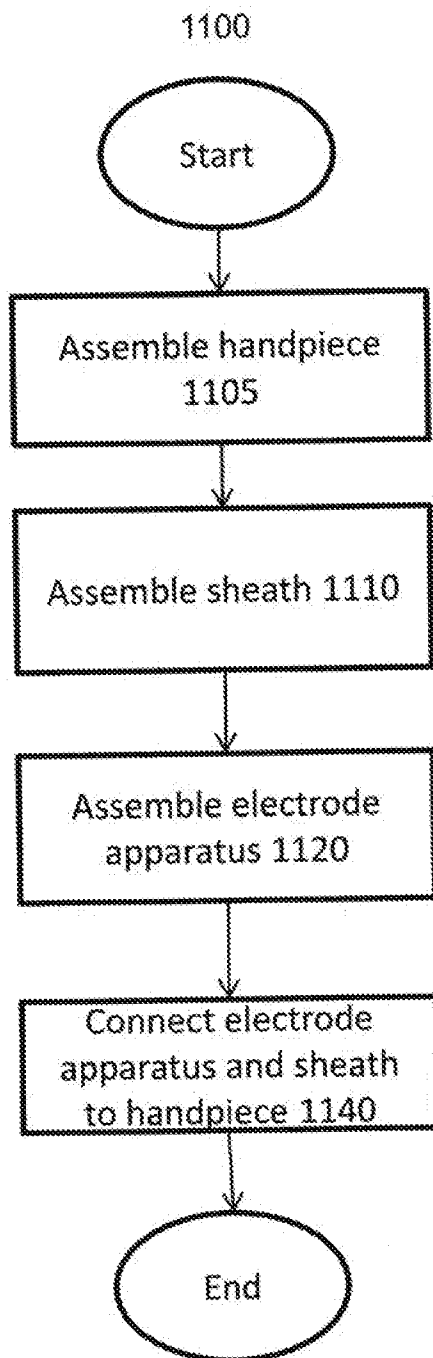 1100
Start
Assemble handpiece
1105
Assemble sheath 1110
Assemble electrode
apparatus 1120
Connect electrode
apparatus and sheath
to handpiece 1140
End